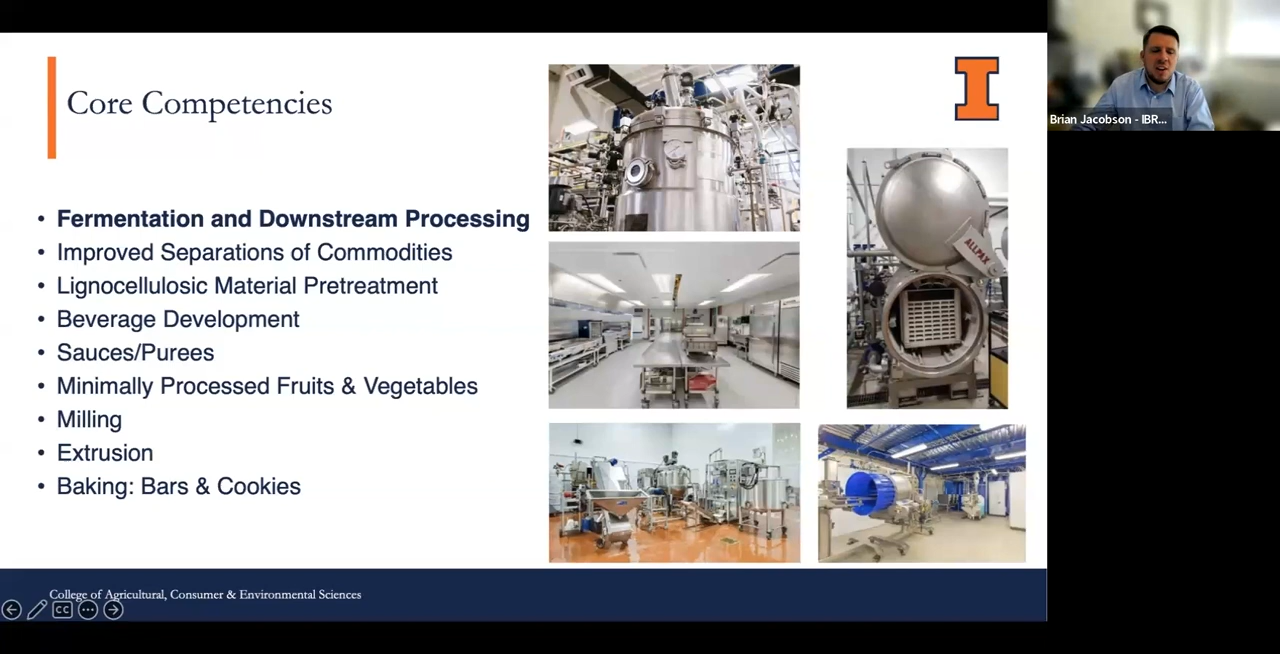 Core Competencies
• Fermentation and Downstream Processing
• Improved Separations of Commodities
• Lignocellulosic Material Pretreatment
• Beverage Development
• Sauces/Purees
• Minimally Processed Fruits & Vegetables
• Milling
• Extrusion
• Baking: Bars & Cookies
I
ALLPAX
Brian Jacobson - IBR...
College of Agricultural, Consumer & Environmental Sciences
CC